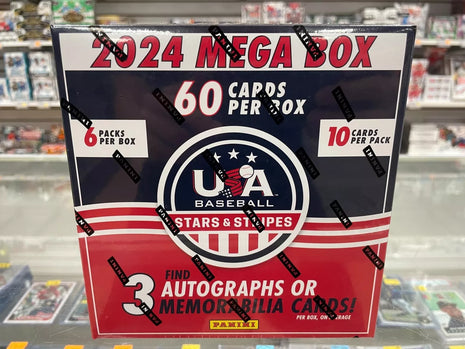 2024 MEGA BOX
60 CARDS
PER BOX
6 PACKS
PER BOX
10 CARDS
PER PACK
USA
BASEBALL
STARS & STRIPES
FIND
3 AUTOGRAPHS OR
MEMORABILIA CARDS!
PER BOX, ON AVERAGE
PANINI